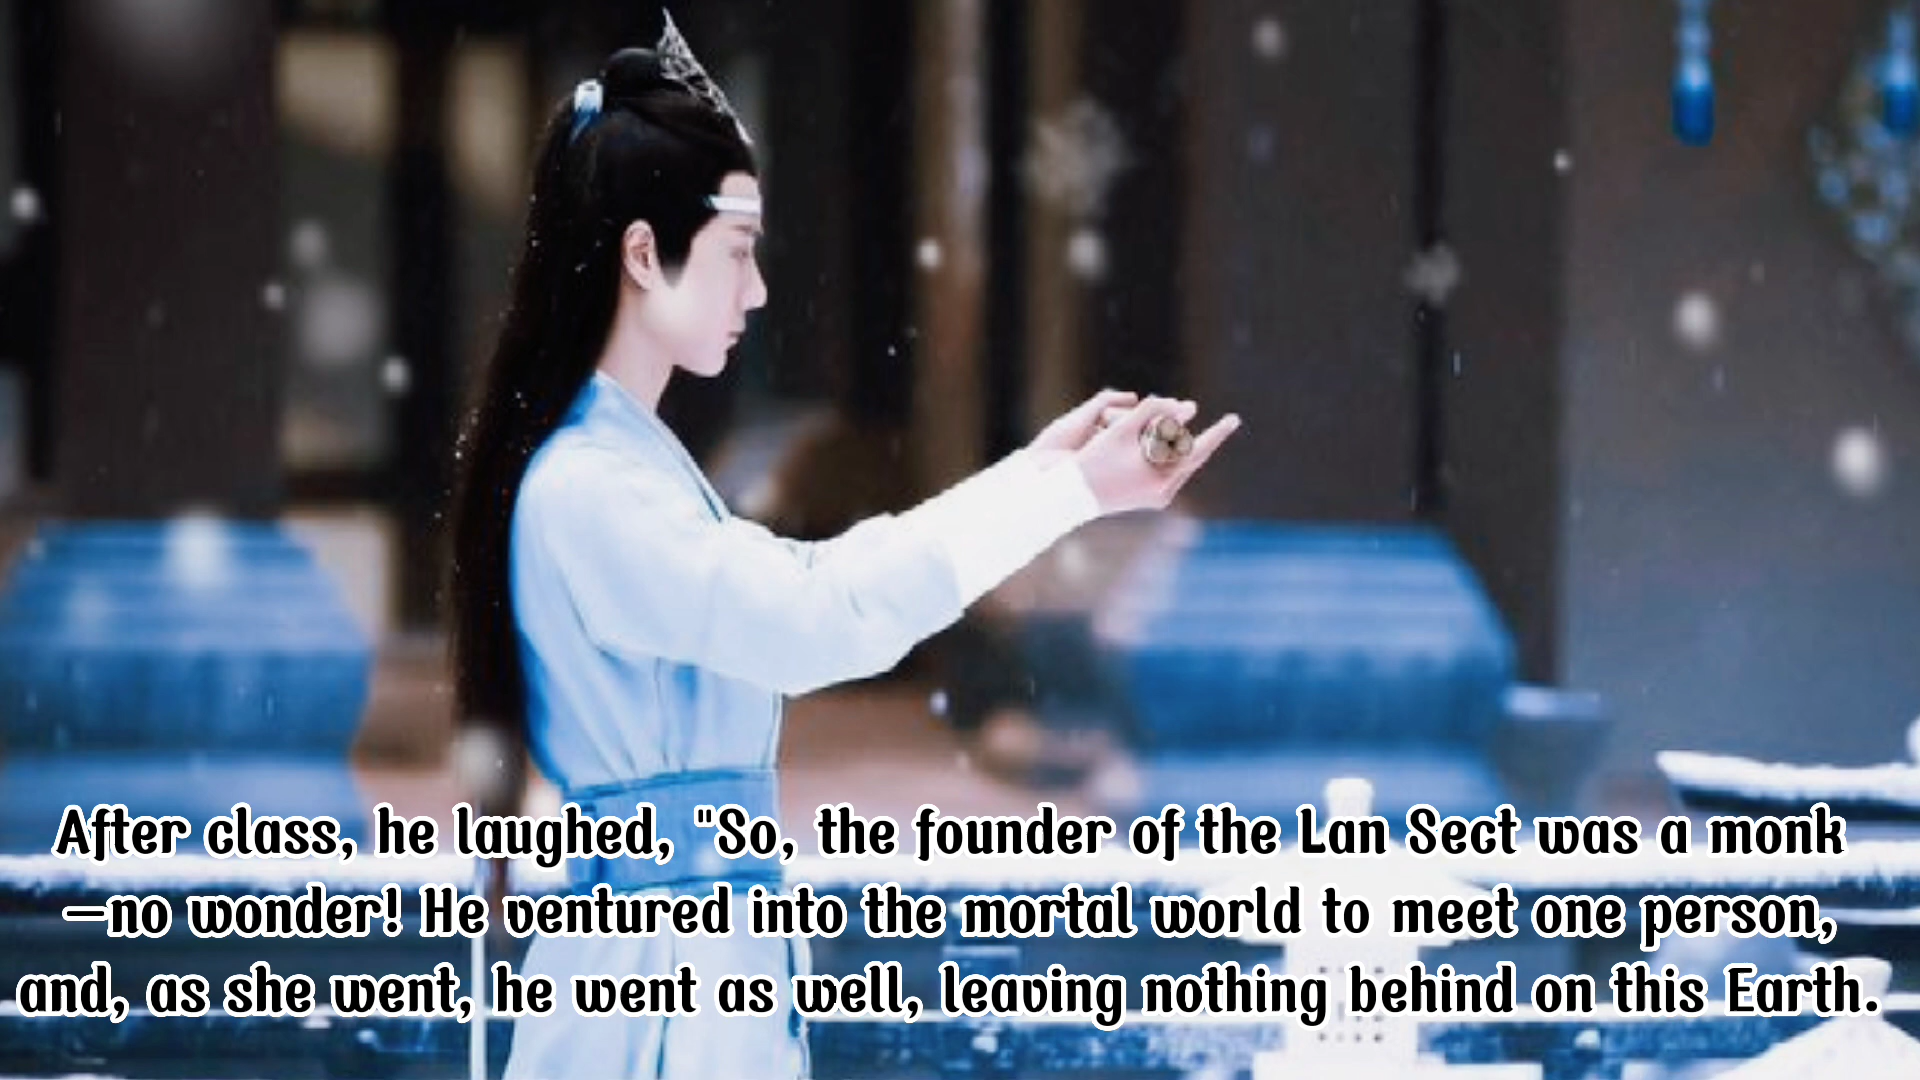 After class, he laughed, "So, the founder of the Lan Sect was a monk
—no wonder! He ventured into the mortal world to meet one person,
and, as she went, he went as well, leaving nothing behind on this Earth.